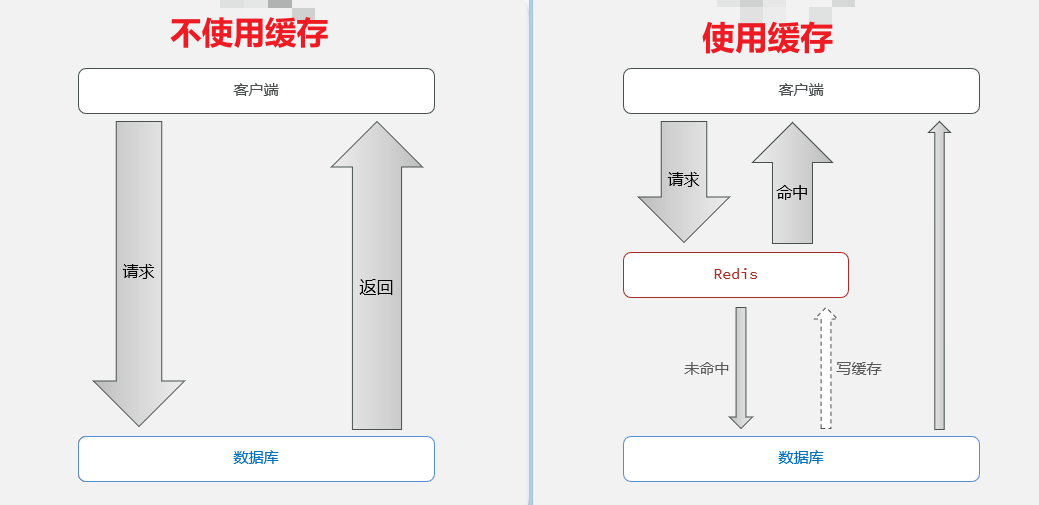 不使用缓存
客户端
请求
返回
数据库
使用缓存
客户端
请求
命中
Redis
未命中
写缓存
数据库